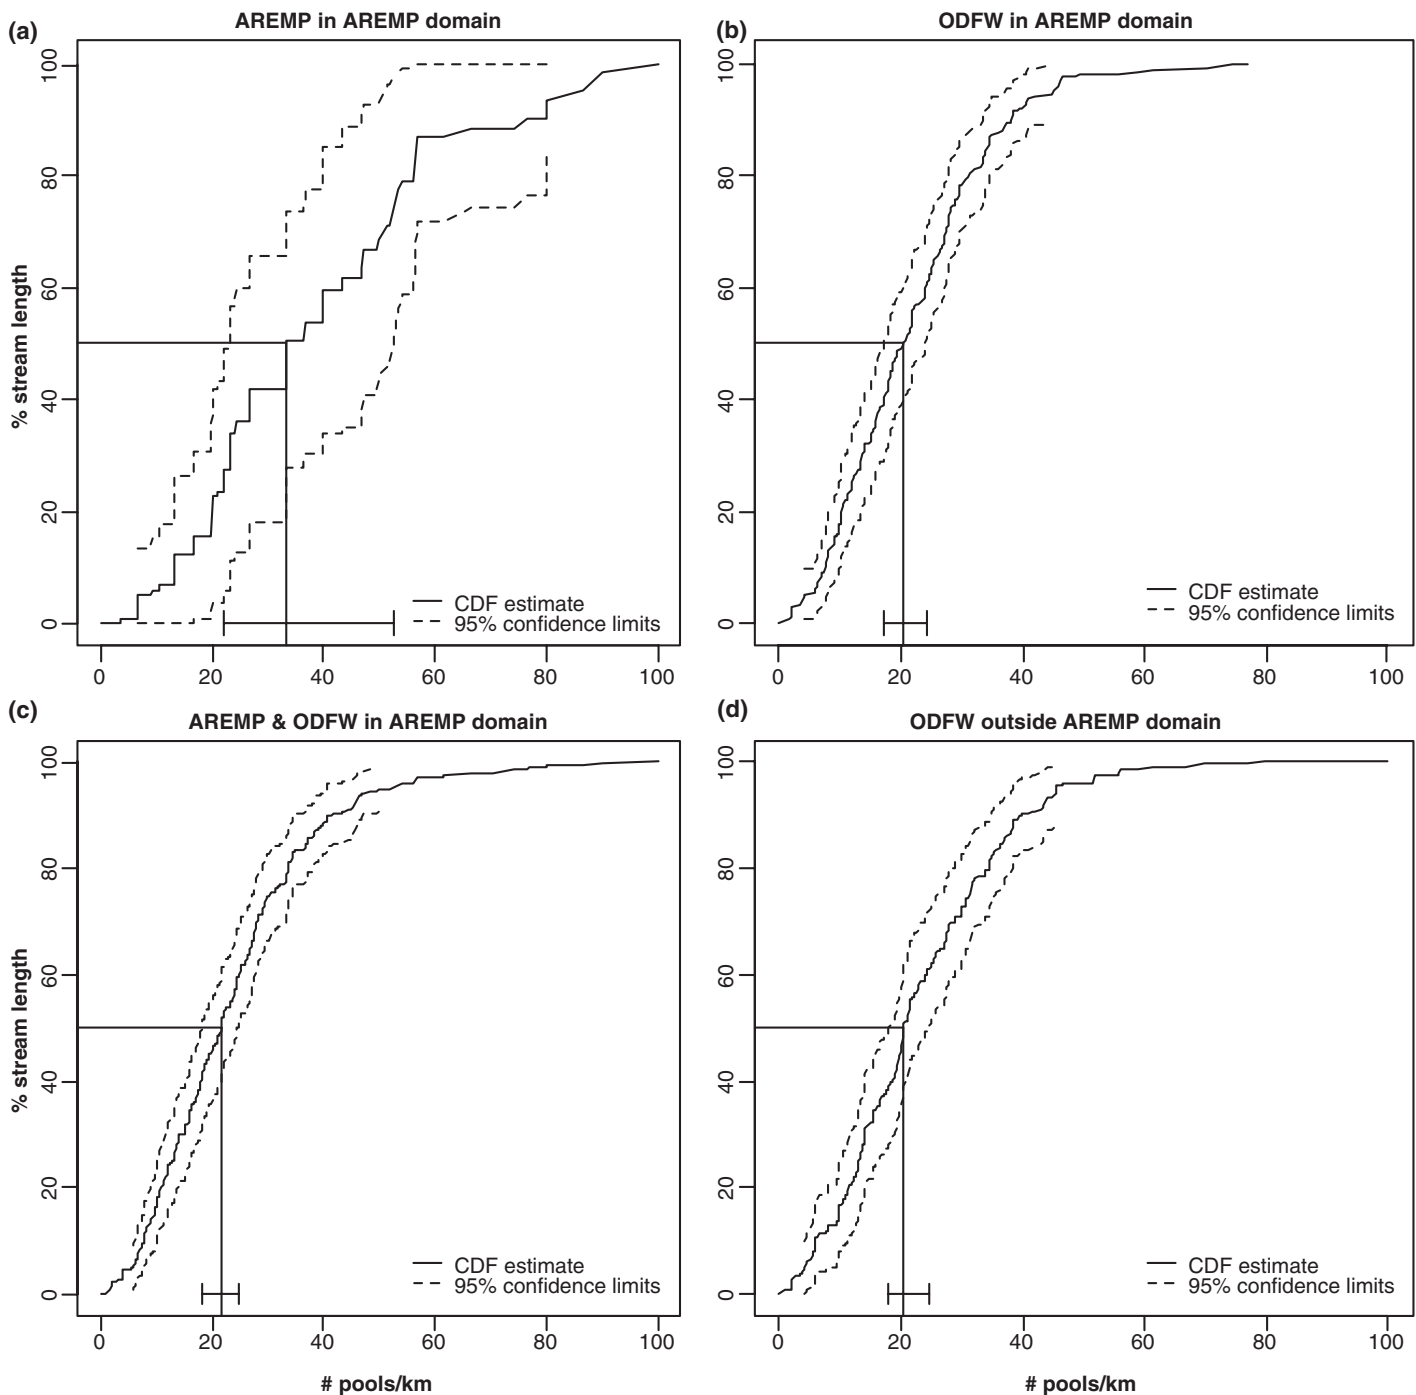 (a) AREMP in AREMP domain
% stream length
100
80
60
40
20
0
CDF estimate
95% confidence limits
0 20 40 60 80 100
(b) ODFW in AREMP domain
100
80
60
40
20
0
CDF estimate
95% confidence limits
0 20 40 60 80 100
(c) AREMP & ODFW in AREMP domain
% stream length
100
80
60
40
20
0
CDF estimate
95% confidence limits
0 20 40 60 80 100
# pools/km
(d) ODFW outside AREMP domain
100
80
60
40
20
0
CDF estimate
95% confidence limits
0 20 40 60 80 100
# pools/km